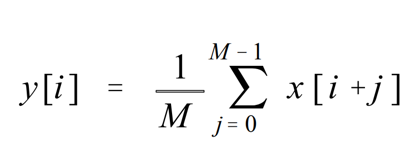 y[i] = 1/M ∑_{j=0}^{M−1} x[i+j]